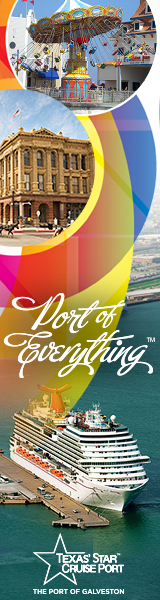 Port of
Everything™
TEXAS' STAR
CRUISE PORT
THE PORT OF GALVESTON